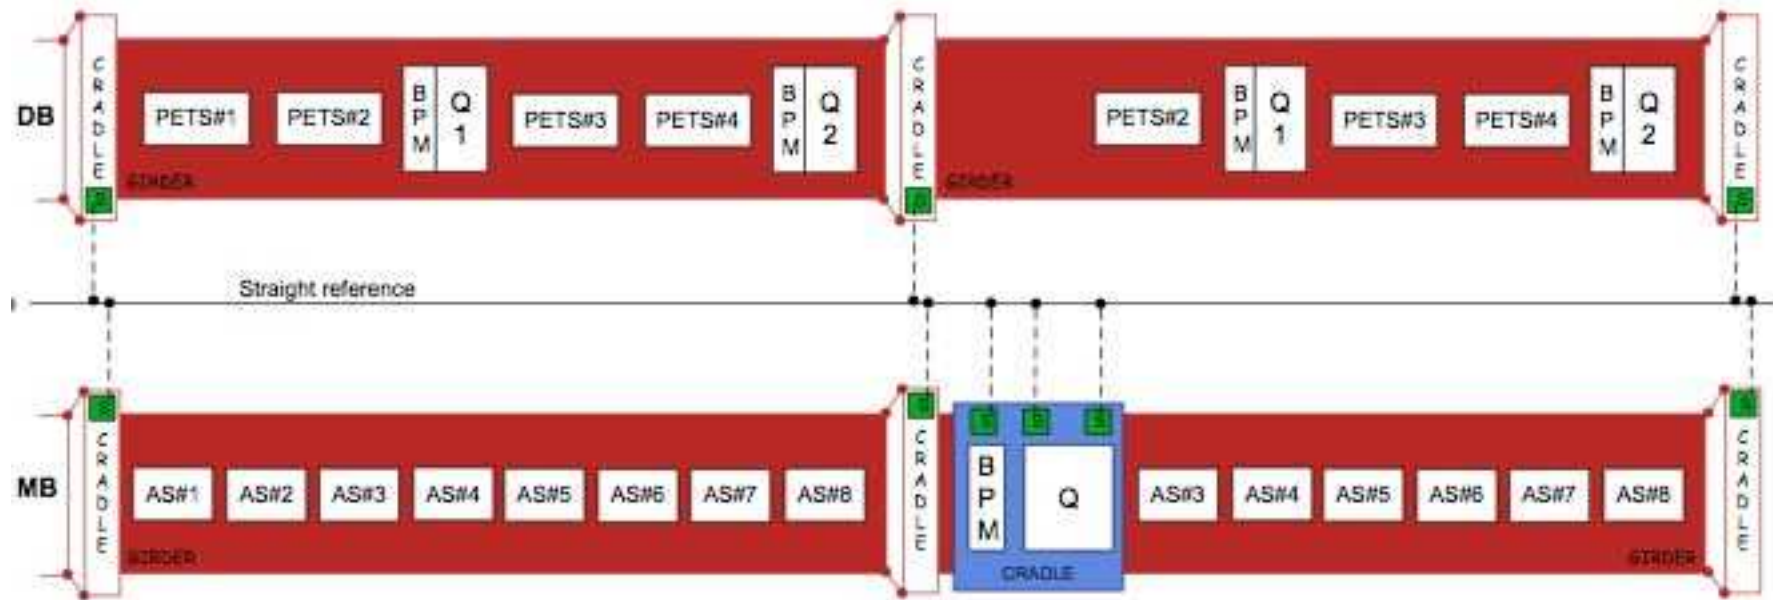 CRADLE
CRADLE
CRADLE
DB
PETS#1
PETS#2
BPM
Q1
PETS#3
PETS#4
BPM
Q2
PETS#2
BPM
Q1
PETS#3
PETS#4
BPM
Q2
GIRDER
GIRDER
Straight reference
CRADLE
CRADLE
CRADLE
MB
AS#1
AS#2
AS#3
AS#4
AS#5
AS#6
AS#7
AS#8
BPM
Q
AS#3
AS#4
AS#5
AS#6
AS#7
AS#8
GIRDER
CRADLE
GIRDER